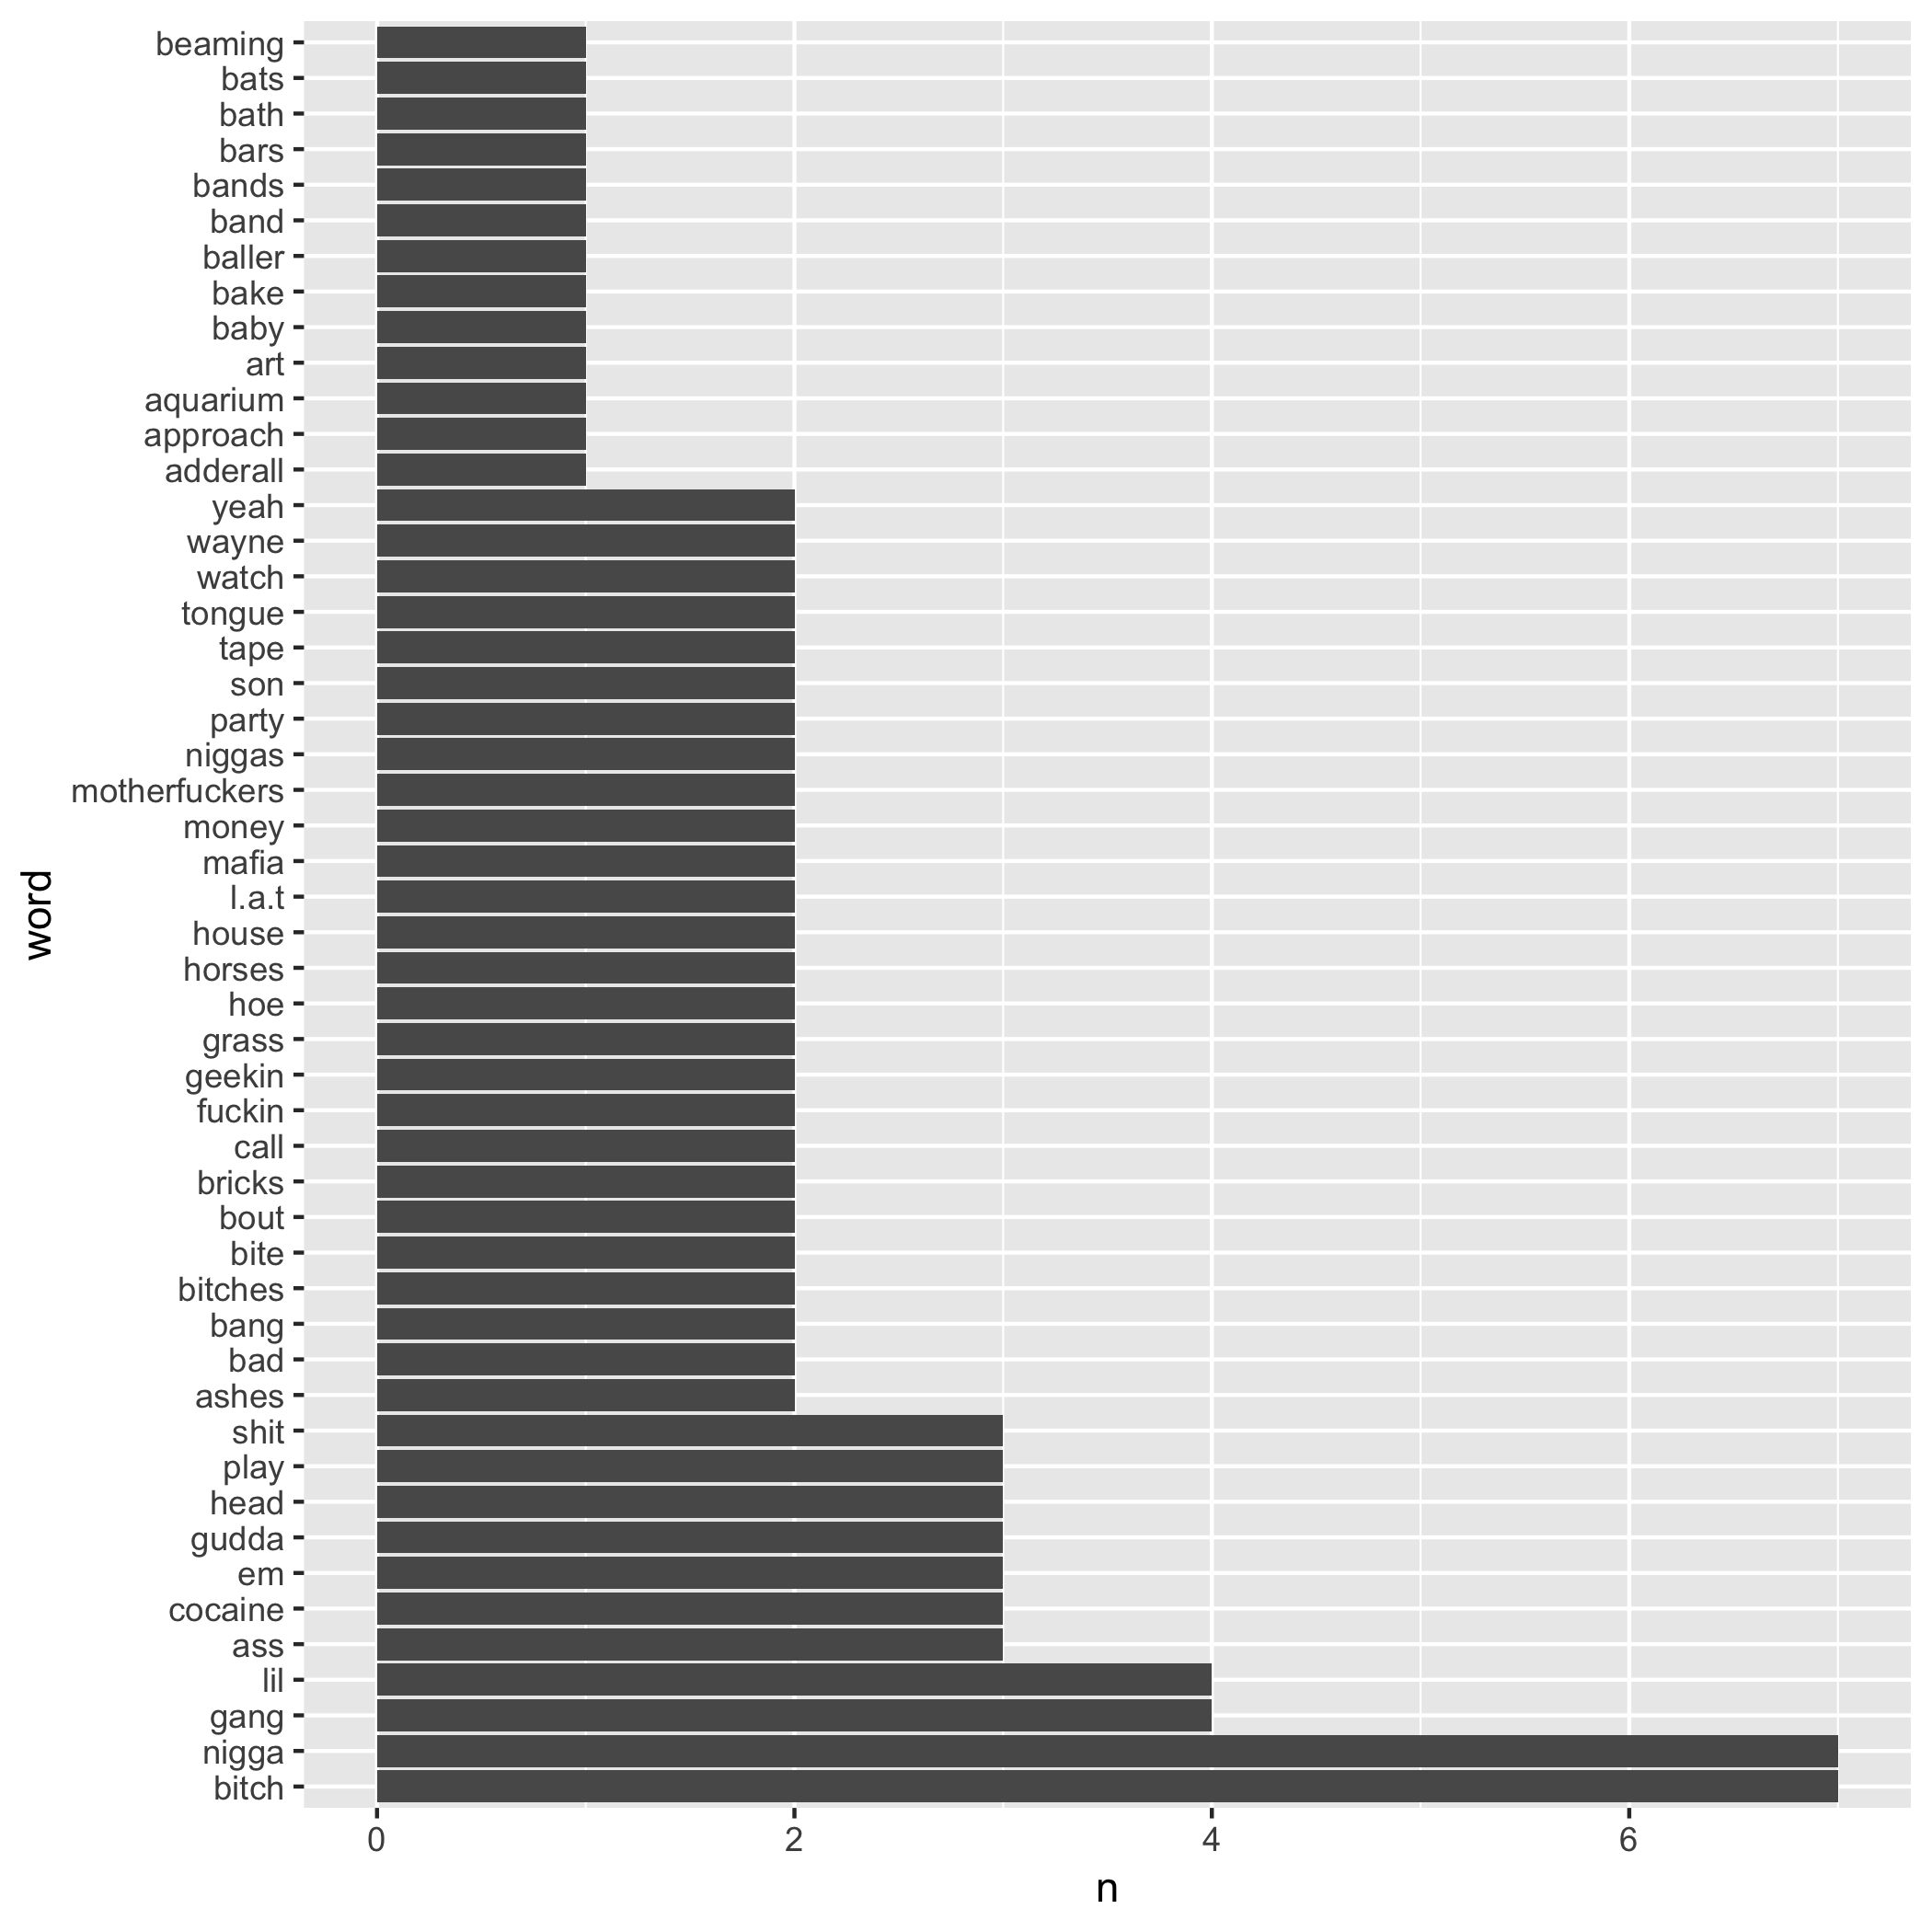 beaming
bats
bath
bars
bands
band
baller
bake
baby
art
aquarium
approach
adderall
yeah
wayne
watch
tongue
tape
son
party
niggas
motherfuckers
money
mafia
l.a.t
house
horses
hoe
grass
geekin
fuckin
call
bricks
bout
bite
bitches
bang
bad
ashes
shit
play
head
gudda
em
cocaine
ass
lil
gang
nigga
bitch
word
0 2 4 6
n